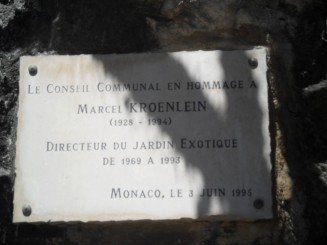 LE CONSEIL COMMUNAL EN HOMMAGE À
MARCEL KROENLEIN
(1928 - 1994)
DIRECTEUR DU JARDIN EXOTIQUE
DE 1969 À 1993
MONACO, LE 3 JUIN 1995